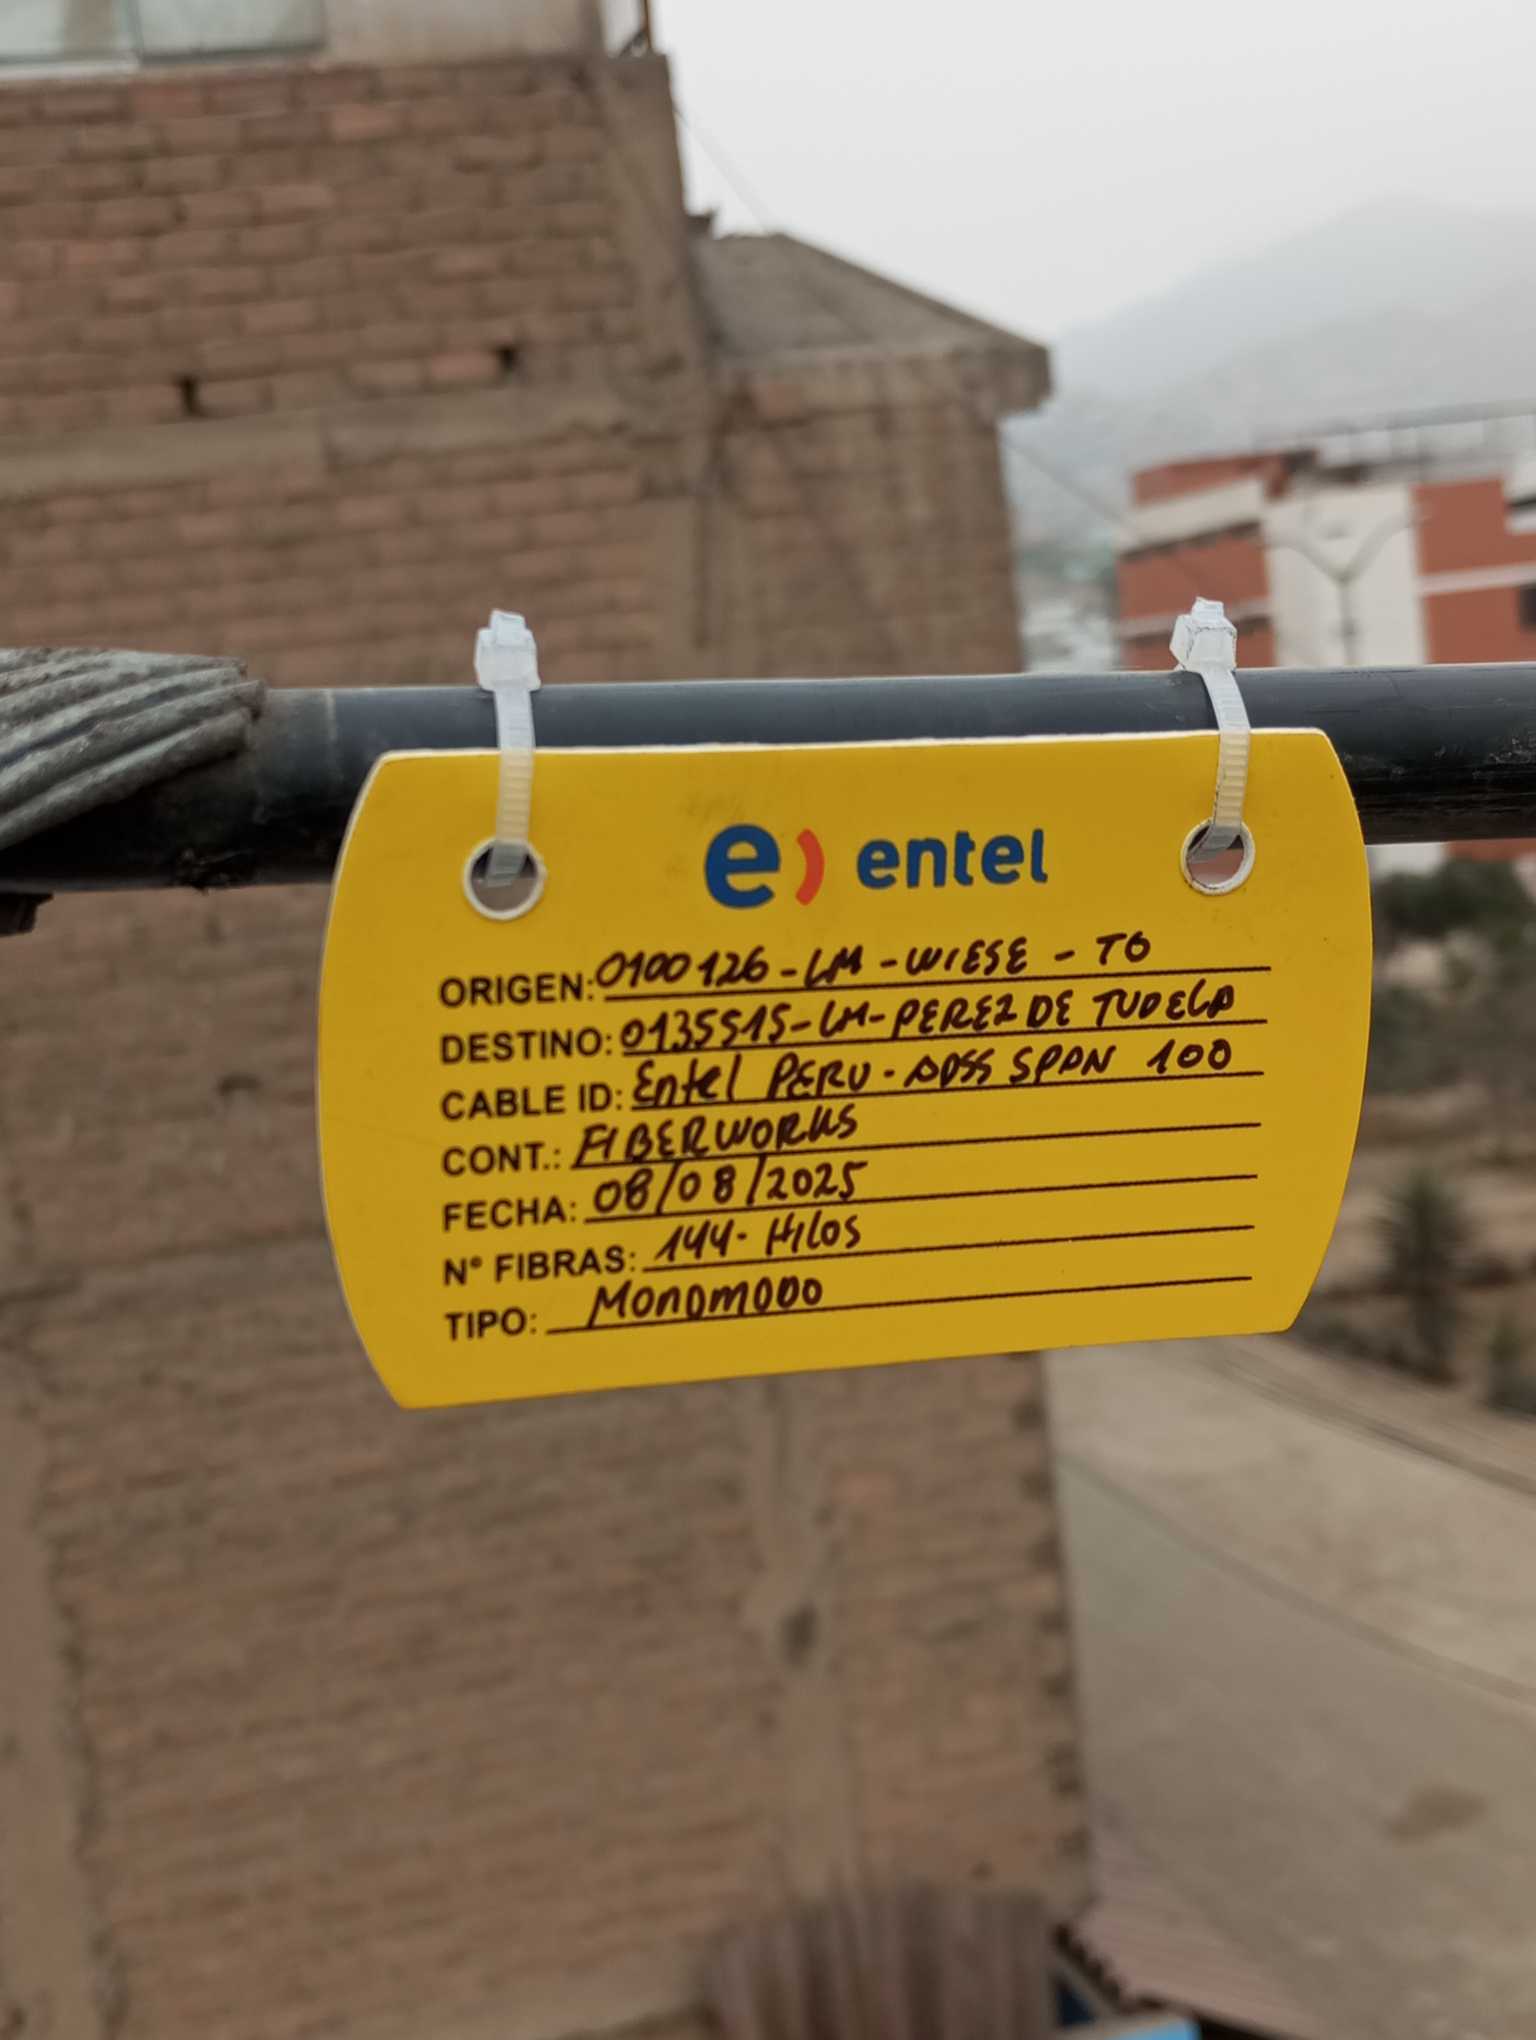 e) entel
ORIGEN: 0100126-LM-WIESE-TO
DESTINO: 0135515-LM-PEREZ DE TUDELA
CABLE ID: Entel PERU-ADSS SPAN 100
CONT.: FIBERWORKS
FECHA: 08/08/2025
N° FIBRAS: 144-Hilos
TIPO: MONOMODO